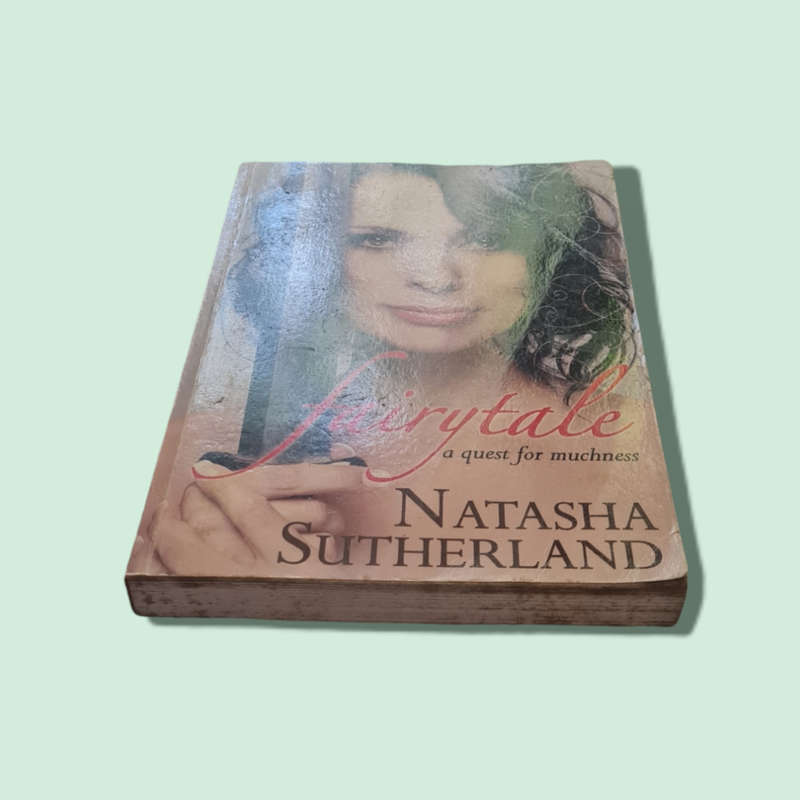 fairytale
a quest for muchness
NATASHA
SUTHERLAND